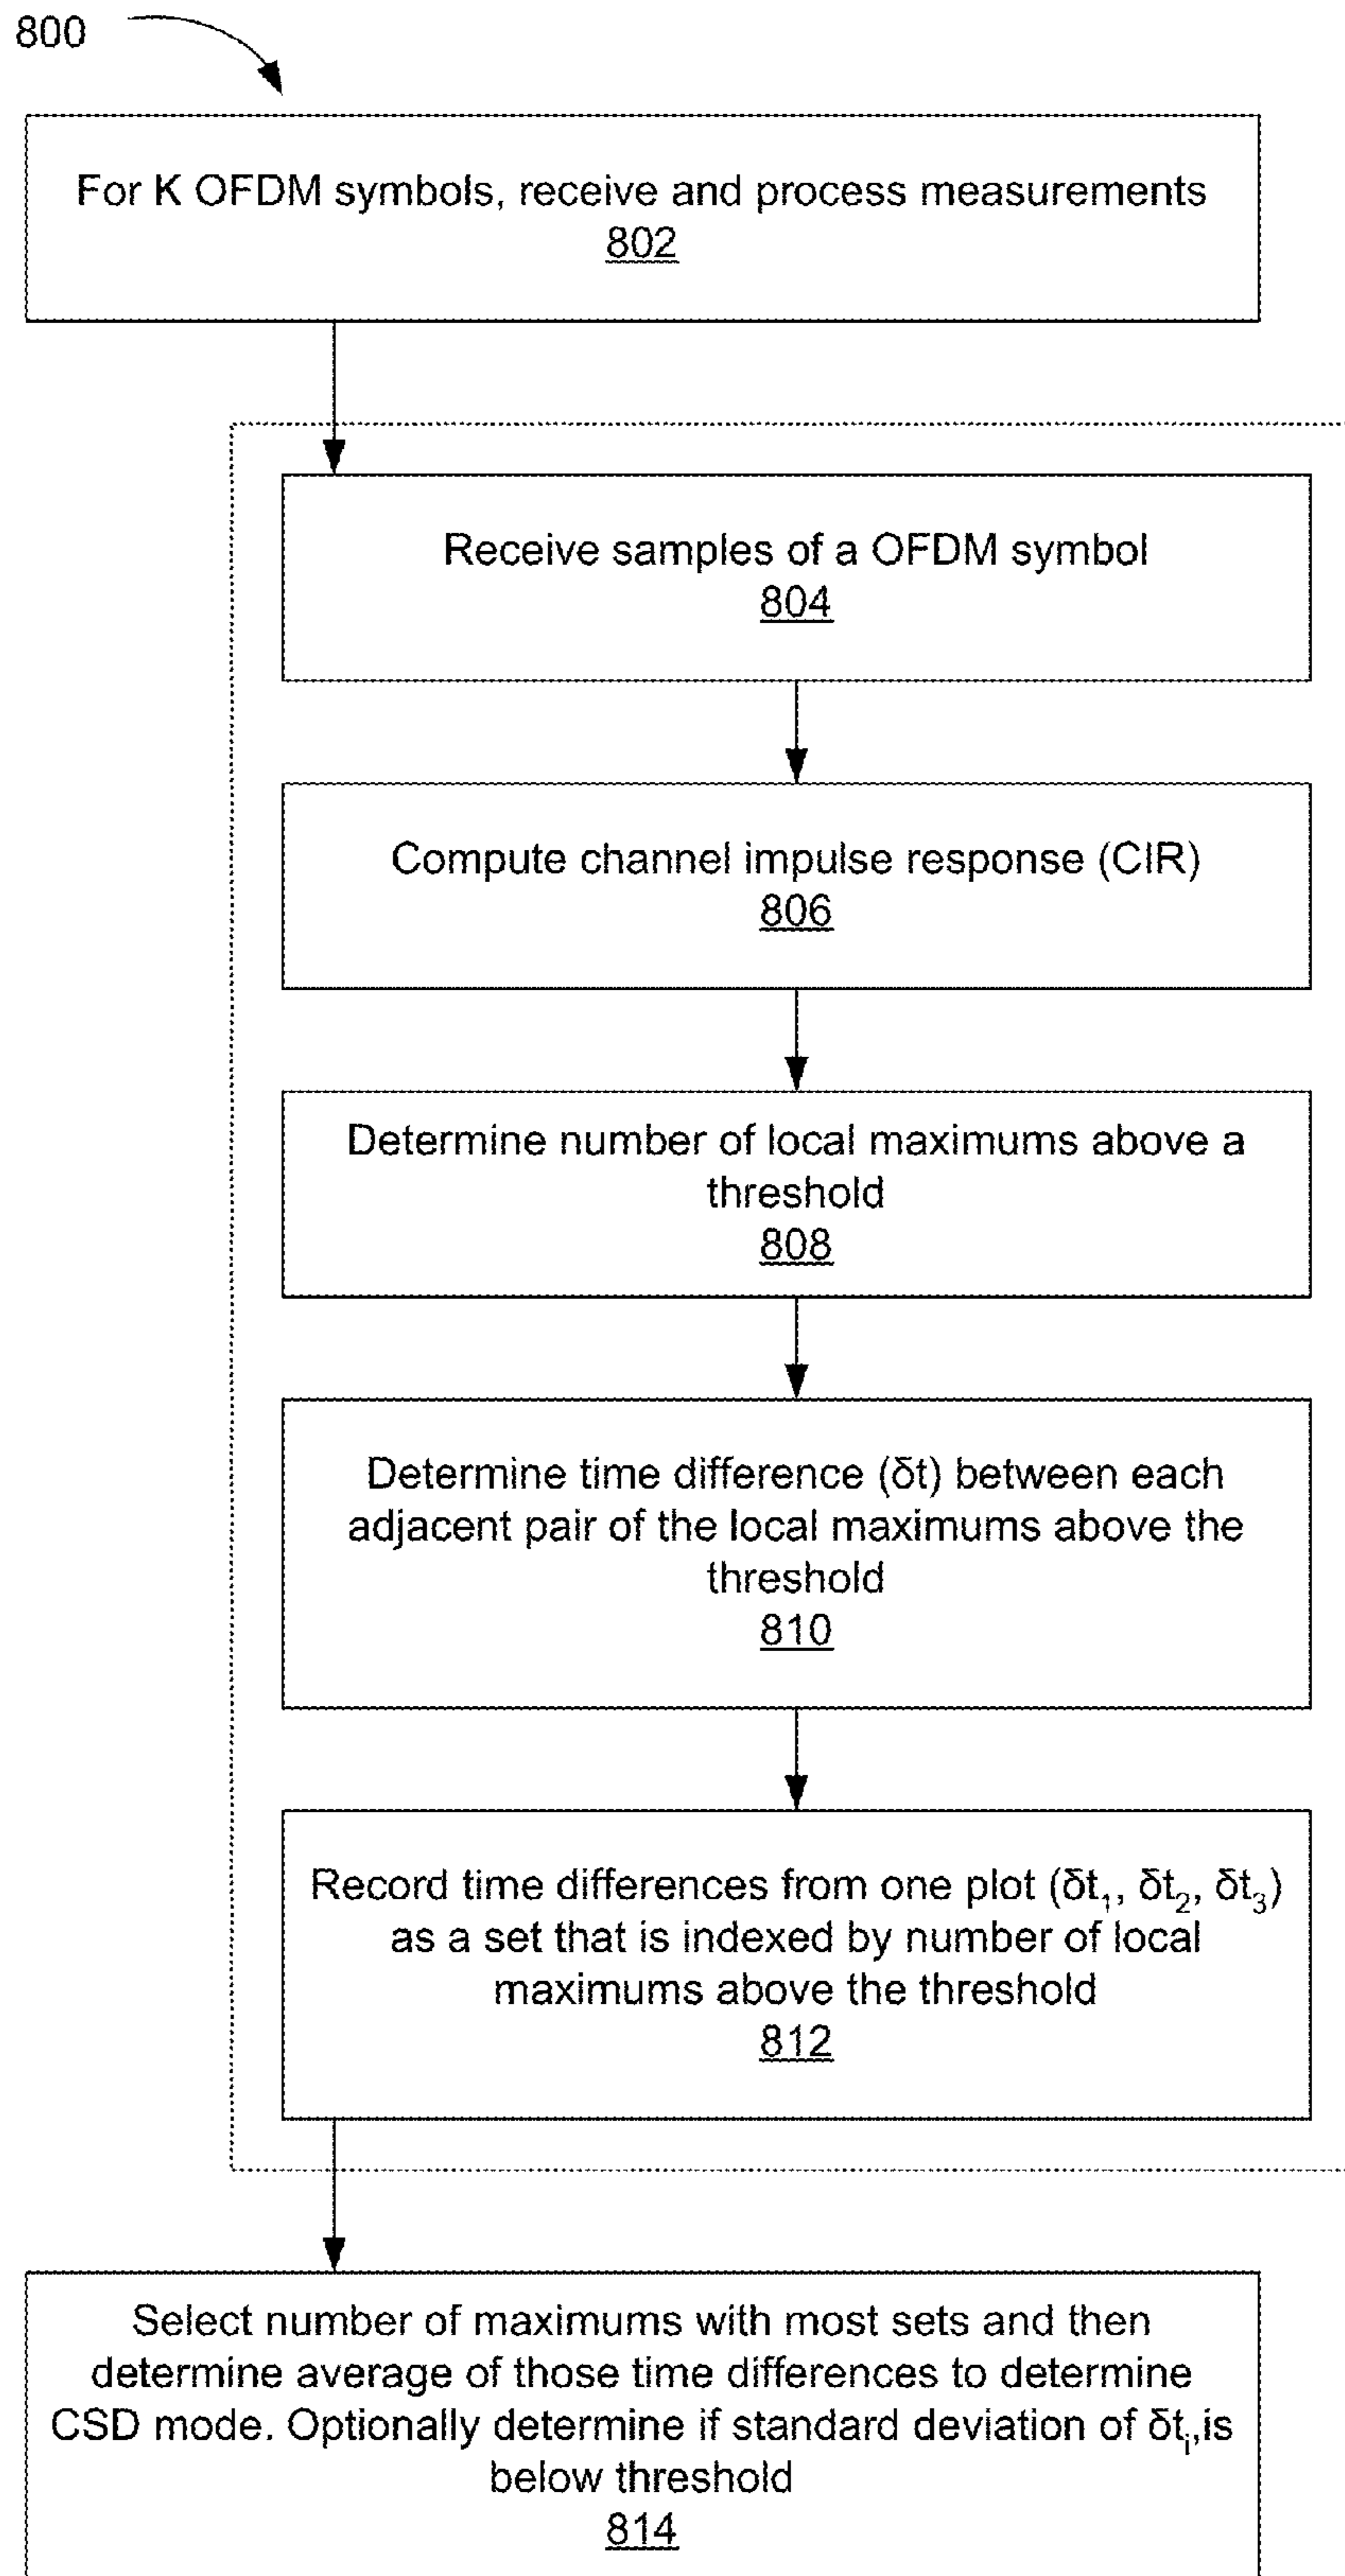 800
For K OFDM symbols, receive and process measurements
802
Receive samples of a OFDM symbol
804
Compute channel impulse response (CIR)
806
Determine number of local maximums above a
threshold
808
Determine time difference (δt) between each
adjacent pair of the local maximums above the
threshold
810
Record time differences from one plot (δt₁, δt₂, δt₃)
as a set that is indexed by number of local
maximums above the threshold
812
Select number of maximums with most sets and then
determine average of those time differences to determine
CSD mode. Optionally determine if standard deviation of δtᵢ,is
below threshold
814